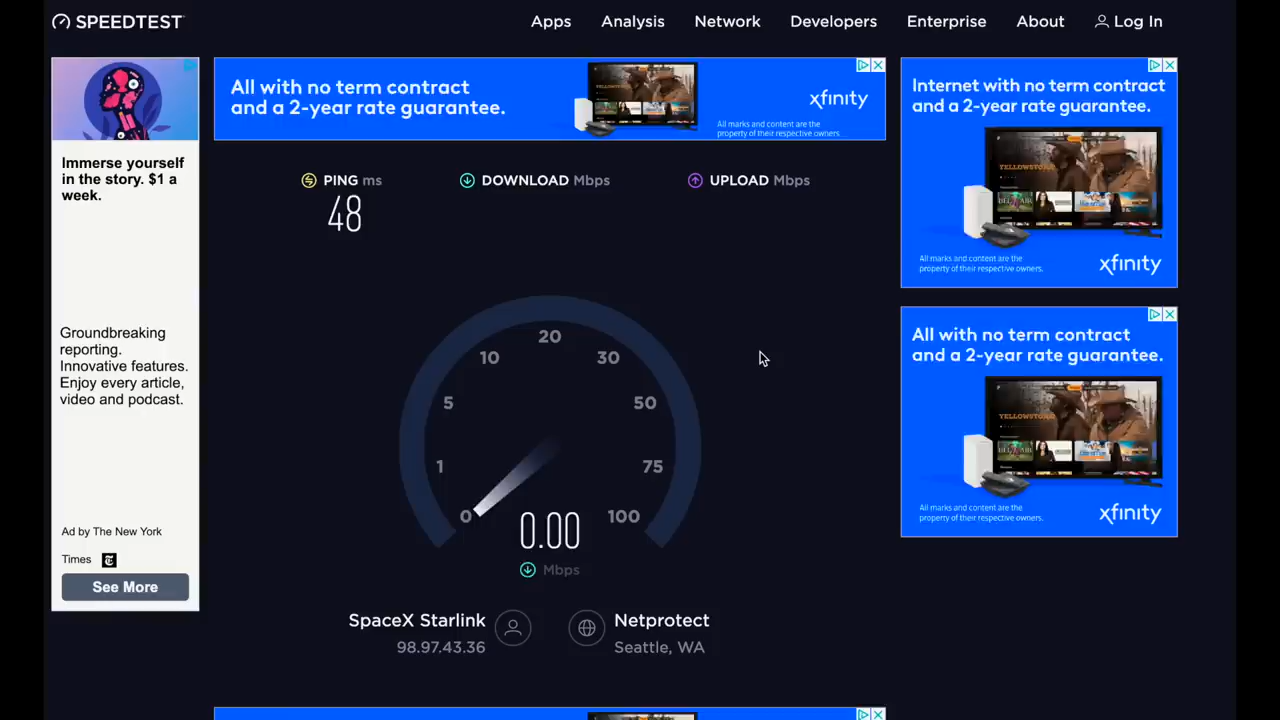 SPEEDTEST
Apps
Analysis
Network
Developers
Enterprise
About
Log In
Immerse yourself
in the story. $1 a
week.
Groundbreaking
reporting.
Innovative features.
Enjoy every article,
video and podcast.
Ad by The New York
Times
See More
All with no term contract
and a 2-year rate guarantee.
All marks and content are the
property of their respective owners.
xfinity
PING ms
48
DOWNLOAD Mbps
UPLOAD Mbps
0
1
5
10
20
30
50
75
100
0.00
Mbps
SpaceX Starlink
98.97.43.36
Netprotect
Seattle, WA
Internet with no term contract
and a 2-year rate guarantee.
YELLOWSTONE
All marks and content are the
property of their respective owners.
xfinity
All with no term contract
and a 2-year rate guarantee.
YELLOWSTONE
All marks and content are the
property of their respective owners.
xfinity